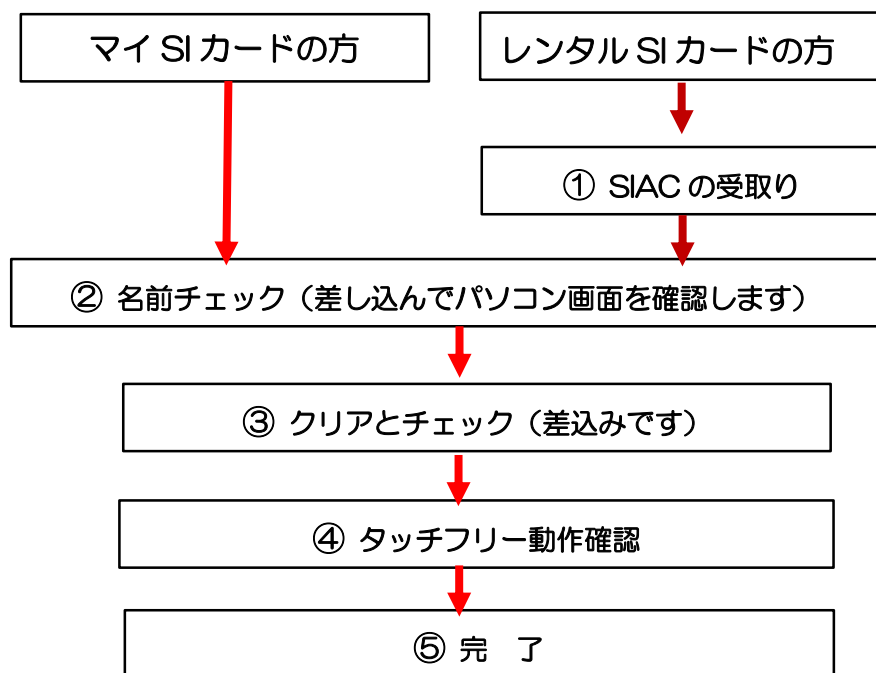 マイ SI カードの方
レンタル SI カードの方
① SIAC の受取り
② 名前チェック（差し込んでパソコン画面を確認します）
③ クリアとチェック（差込みです）
④ タッチフリー動作確認
⑤ 完　了